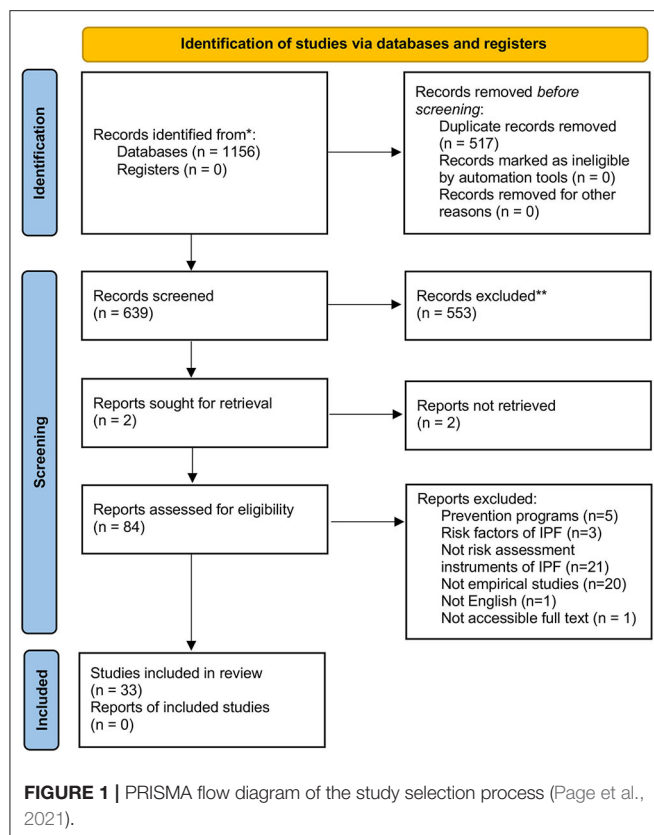 Identification of studies via databases and registers
Identification
Records identified from*:
Databases (n = 1156)
Registers (n = 0)
Records removed before
screening:
Duplicate records removed
(n = 517)
Records marked as ineligible
by automation tools (n = 0)
Records removed for other
reasons (n = 0)
Screening
Records screened
(n = 639)
Records excluded**
(n = 553)
Reports sought for retrieval
(n = 2)
Reports not retrieved
(n = 2)
Reports assessed for eligibility
(n = 84)
Reports excluded:
Prevention programs (n=5)
Risk factors of IPF (n=3)
Not risk assessment
instruments of IPF (n=21)
Not empirical studies (n=20)
Not English (n=1)
Not accessible full text (n = 1)
Included
Studies included in review
(n = 33)
Reports of included studies
(n = 0)
FIGURE 1 | PRISMA flow diagram of the study selection process (Page et al.,
2021).